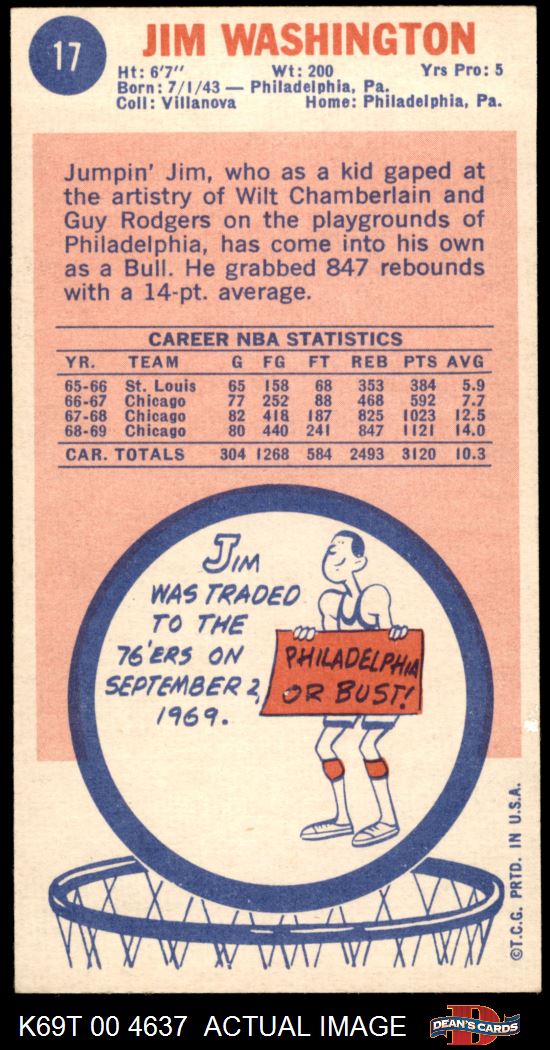 17
JIM WASHINGTON
Ht: 6'7" Wt: 200 Yrs Pro: 5
Born: 7/1/43 — Philadelphia, Pa.
Coll: Villanova Home: Philadelphia, Pa.
Jumpin' Jim, who as a kid gaped at
the artistry of Wilt Chamberlain and
Guy Rodgers on the playgrounds of
Philadelphia, has come into his own
as a Bull. He grabbed 847 rebounds
with a 14-pt. average.
CAREER NBA STATISTICS
YR. TEAM G FG FT REB PTS AVG
65-66 St. Louis 65 158 68 353 384 5.9
66-67 Chicago 77 252 88 468 592 7.7
67-68 Chicago 82 418 187 825 1023 12.5
68-69 Chicago 80 440 241 847 1121 14.0
CAR. TOTALS 304 1268 584 2493 3120 10.3
JIM
WAS TRADED
TO THE
76'ERS ON
SEPTEMBER 2,
1969.
PHILADELPHIA
OR BUST!
©T.C.G. PRTD. IN U.S.A.
K69T 00 4637 ACTUAL IMAGE
D
DEAN'S CARDS